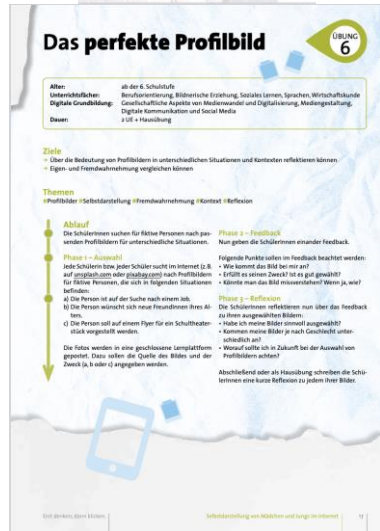 Das perfekte Profilbild
ÜBUNG
6
Alter: ab der 6. Schulstufe
Unterrichtsfächer: Berufsorientierung, Bildnerische Erziehung, Soziales Lernen, Sprachen, Wirtschaftskunde
Digitale Grundbildung: Gesellschaftliche Aspekte von Medienwandel und Digitalisierung, Mediengestaltung,
Digitale Kommunikation und Social Media
Dauer: 2 UE + Hausübung
Ziele
→ Über die Bedeutung von Profilbildern in unterschiedlichen Situationen und Kontexten reflektieren können
→ Eigen- und Fremdwahrnehmung vergleichen können
Themen
#Profilbilder #Selbstdarstellung #Fremdwahrnehmung #Kontext #Reflexion
Ablauf
Die SchülerInnen suchen für fiktive Personen nach pas-
senden Profilbildern für unterschiedliche Situationen.
Phase 1 – Auswahl
Jede Schülerin bzw. jeder Schüler sucht im Internet (z. B.
auf unsplash.com oder pixabay.com) nach Profilbildern
für fiktive Personen, die sich in folgenden Situationen
befinden:
a) Die Person ist auf der Suche nach einem Job.
b) Die Person wünscht sich neue FreundInnen ihres Al-
ters.
c) Die Person soll auf einem Flyer für ein Schultheater-
stück vorgestellt werden.
Die Fotos werden in eine geschlossene Lernplattform
gepostet. Dazu sollen die Quelle des Bildes und der
Zweck (a, b oder c) angegeben werden.
Phase 2 – Feedback
Nun geben die SchülerInnen einander Feedback.
Folgende Punkte sollen im Feedback beachtet werden:
• Wie kommt das Bild bei mir an?
• Erfüllt es seinen Zweck? Ist es gut gewählt?
• Könnte man das Bild missverstehen? Wenn ja, wie?
Phase 3 – Reflexion
Die SchülerInnen reflektieren nun über das Feedback
zu ihren ausgewählten Bildern:
• Habe ich meine Bilder sinnvoll ausgewählt?
• Kommen meine Bilder je nach Geschlecht unter-
schiedlich an?
• Worauf sollte ich in Zukunft bei der Auswahl von
Profilbildern achten?
Abschließend oder als Hausübung schreiben die Schü-
lerInnen eine kurze Reflexion zu jedem ihrer Bilder.
Erst denken, dann klicken.
Selbstdarstellung von Mädchen und Jungs im Internet
17